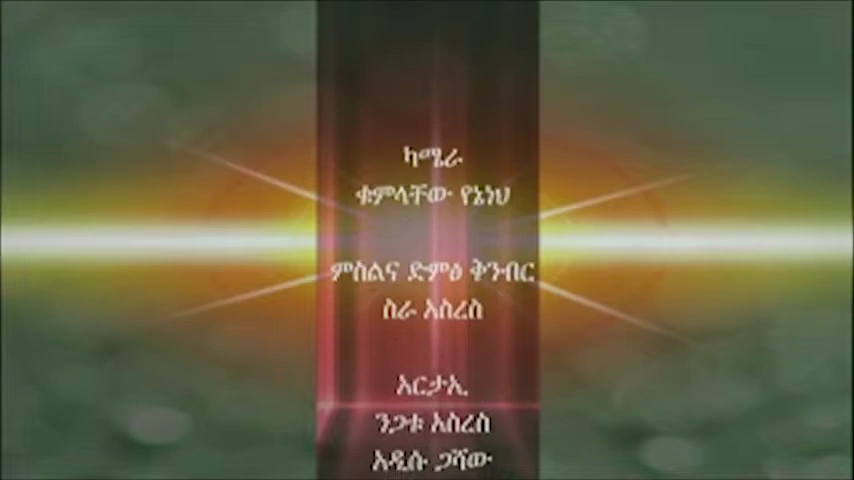 ካሜራ
ቁምላቸው የኔነህ
ምስልና ድምፅ ቅንብር
ስራ አስረስ
አርታኢ
ንጋቱ አስረስ
አዲሱ ጋሻው